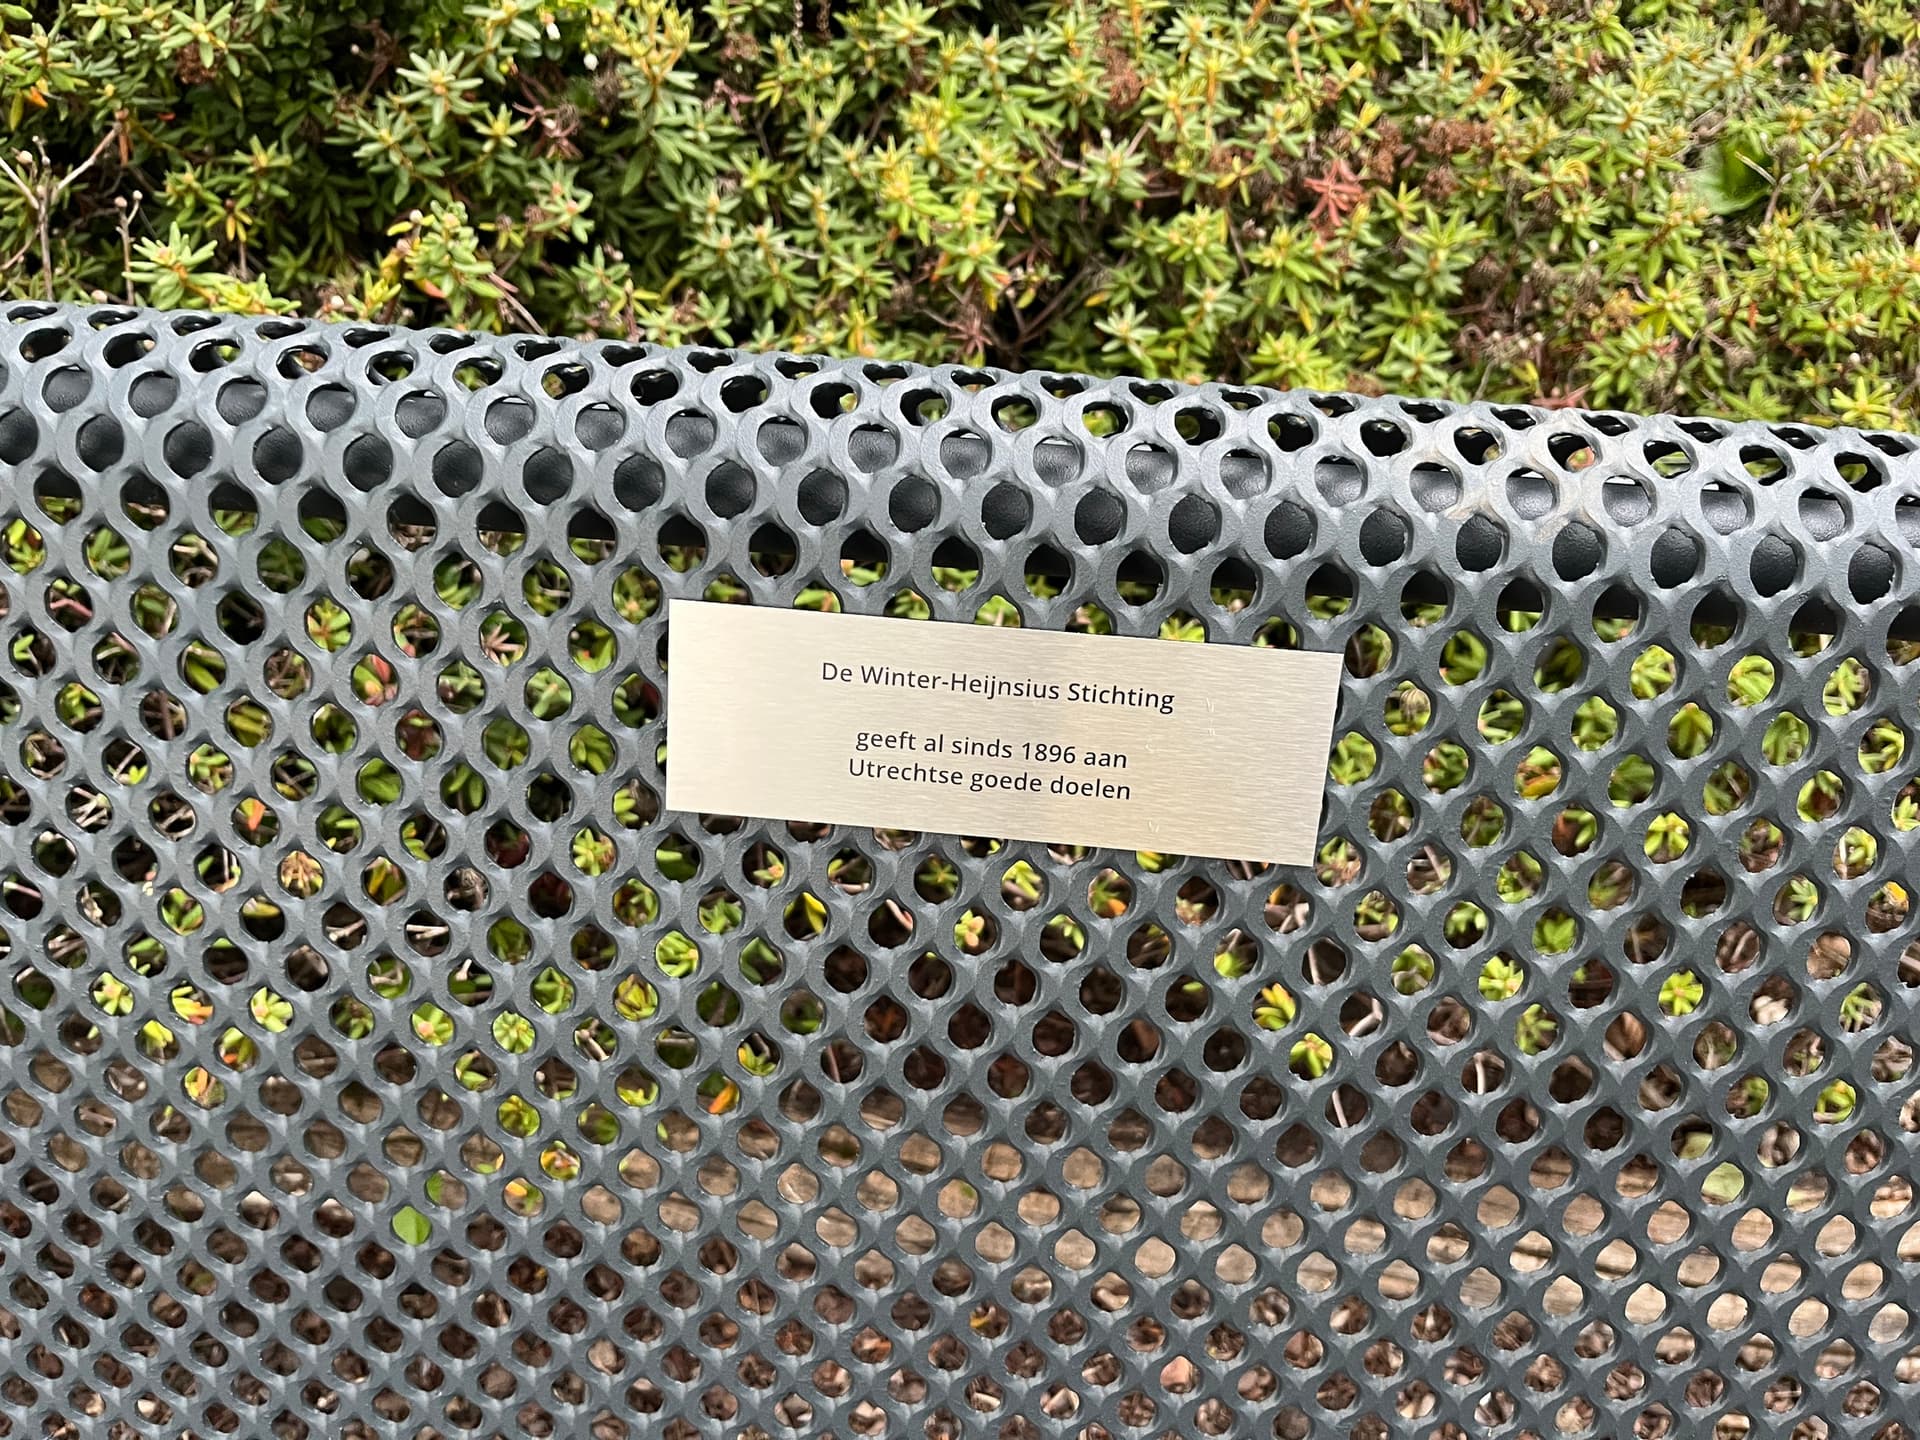 De Winter-Heijnsius Stichting
geeft al sinds 1896 aan
Utrechtse goede doelen